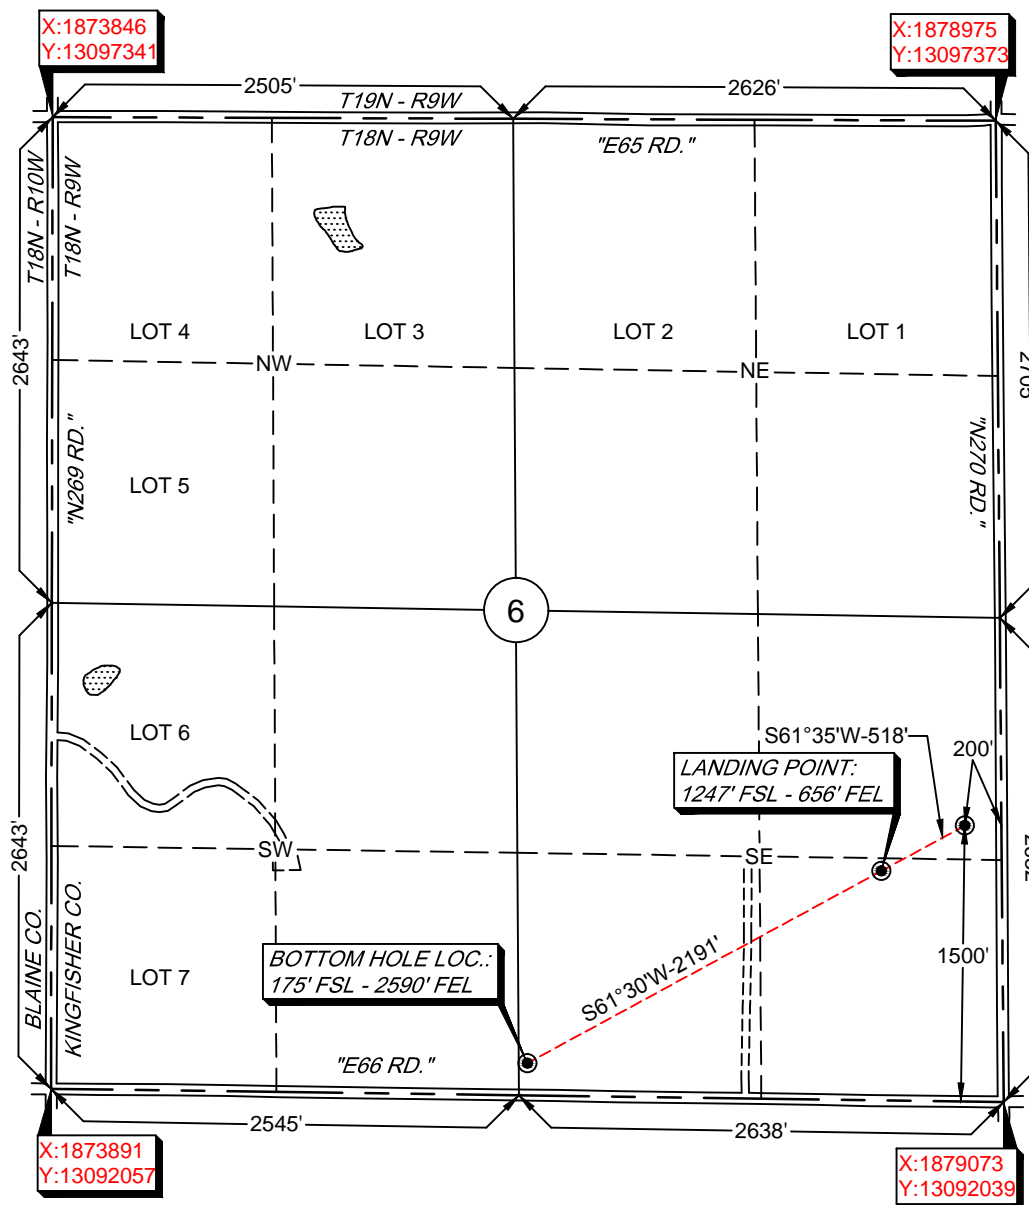 X:1873846
Y:13097341
X:1878975
Y:13097373
2505'
2626'
T19N - R9W
T18N - R9W
"E65 RD."
T18N - R10W
T18N - R9W
LOT 4
LOT 3
LOT 2
LOT 1
NW
NE
2643'
"N269 RD."
"N270 RD."
LOT 5
6
LOT 6
S61°35'W-518'
200'
LANDING POINT:
1247' FSL - 656' FEL
2643'
SW
SE
BLAINE CO.
KINGFISHER CO.
LOT 7
BOTTOM HOLE LOC.:
175' FSL - 2590' FEL
S61°30'W-2191'
1500'
"E66 RD."
2545'
2638'
X:1873891
Y:13092057
X:1879073
Y:13092039